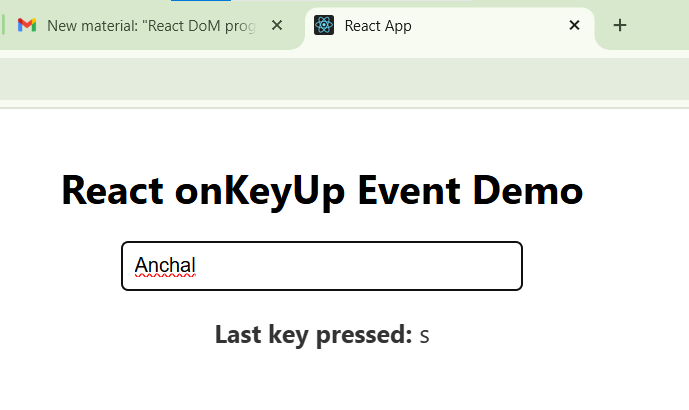 New material: "React DoM prog
React App
React onKeyUp Event Demo
Anchal
Last key pressed: s